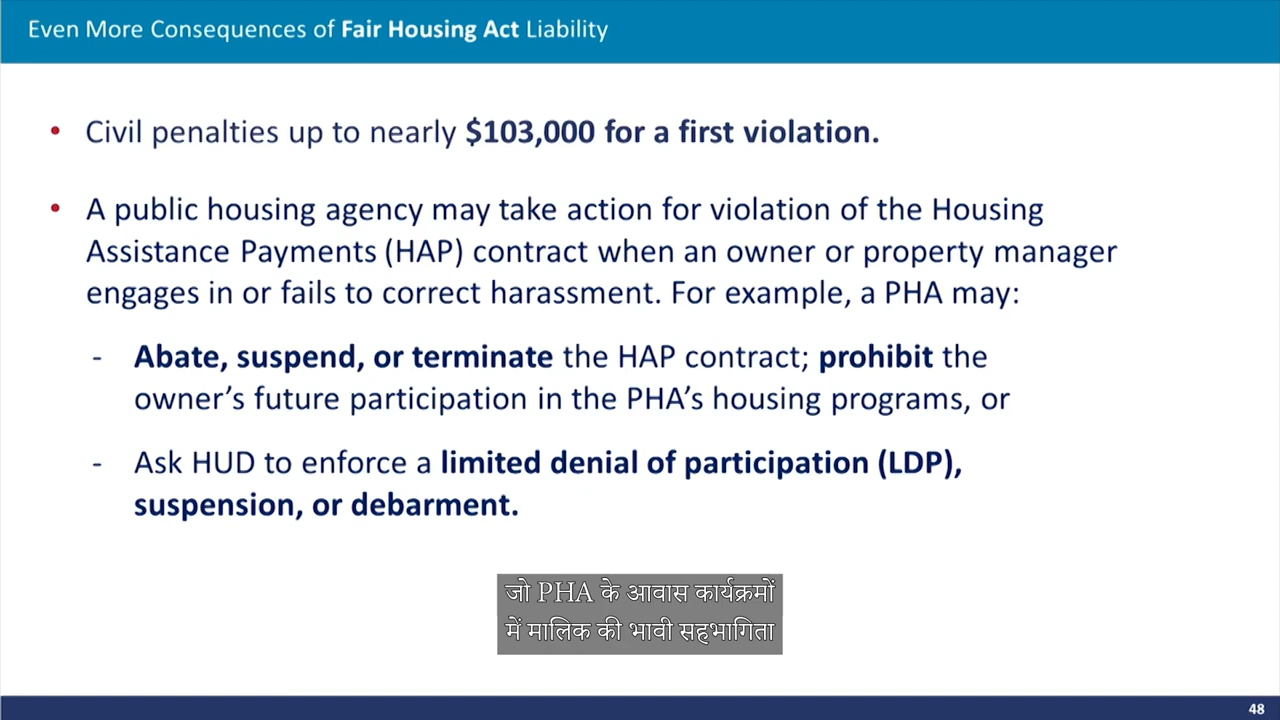 Even More Consequences of Fair Housing Act Liability
• Civil penalties up to nearly $103,000 for a first violation.
• A public housing agency may take action for violation of the Housing
Assistance Payments (HAP) contract when an owner or property manager
engages in or fails to correct harassment. For example, a PHA may:
- Abate, suspend, or terminate the HAP contract; prohibit the
owner’s future participation in the PHA’s housing programs, or
- Ask HUD to enforce a limited denial of participation (LDP),
suspension, or debarment.
जो PHA के आवास कार्यक्रमों
में मालिक की भावी सहभागिता
48